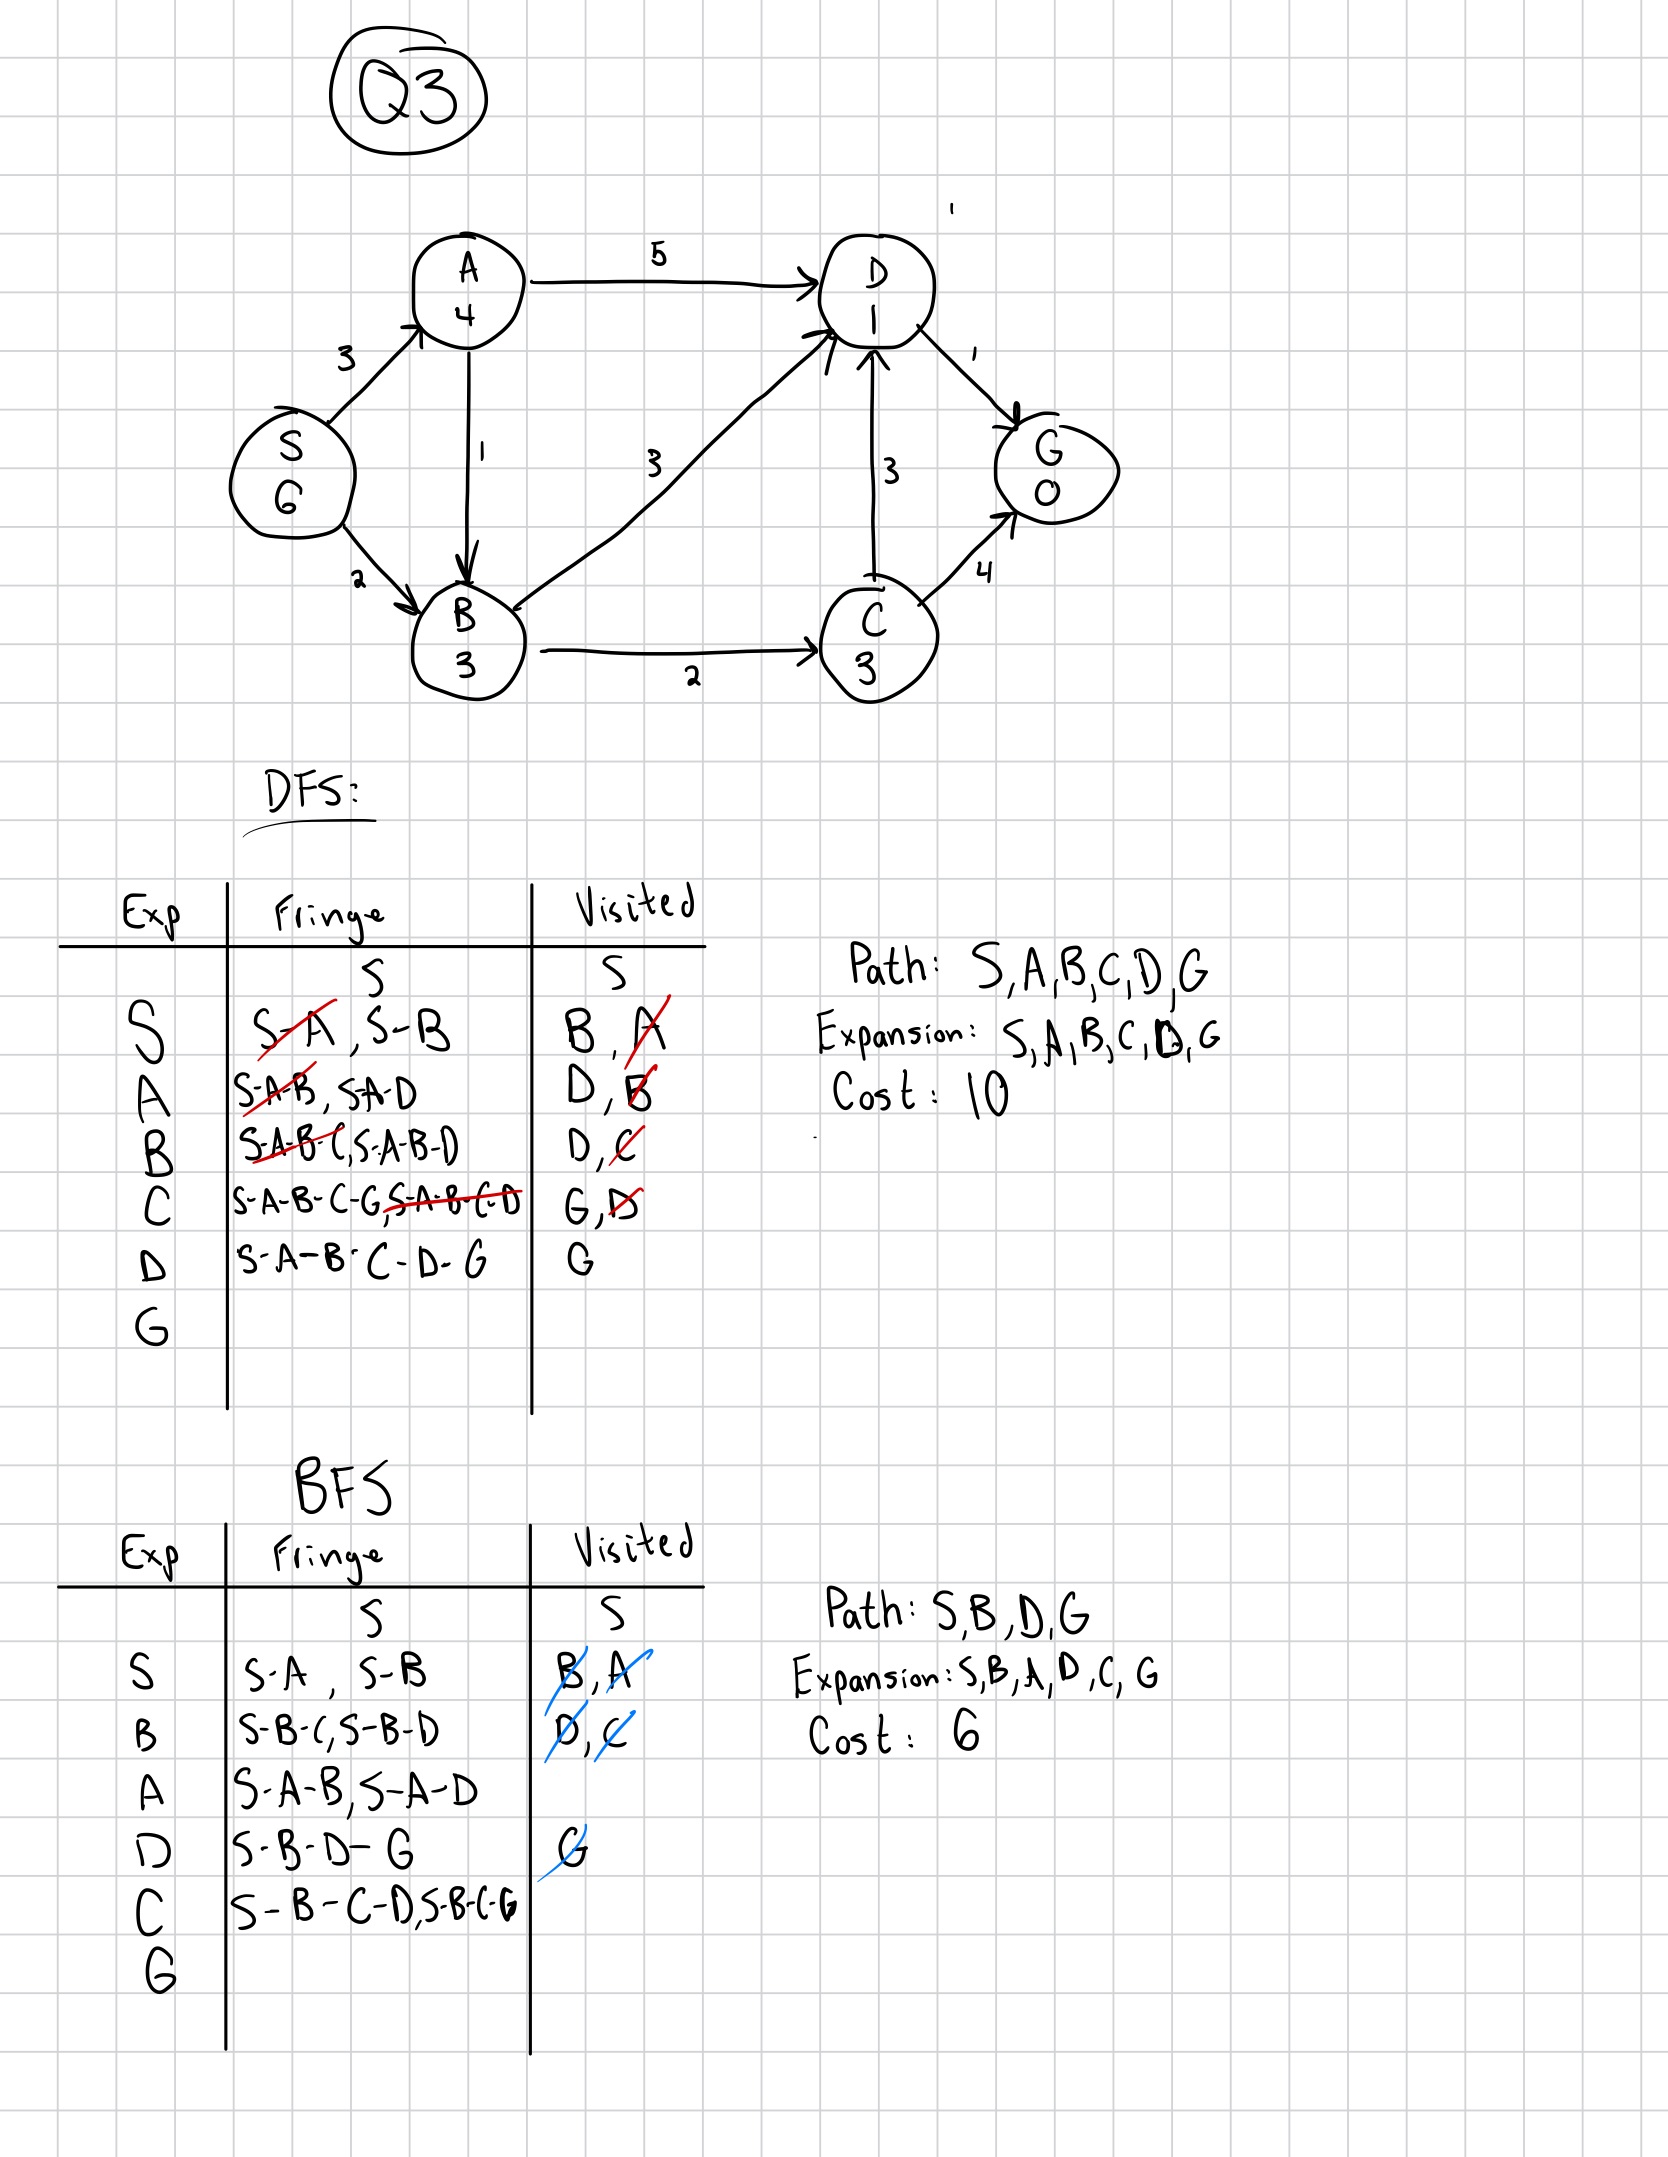 Q3
5
A
4
D
1
3
1
S
6
1
3
3
G
0
2
4
B
3
C
3
2
DFS:
Exp Fringe Visited
S S
S S-A, S-B B, A
A S-A-B, S-A-D D, B
B S-A-B-C, S-A-B-D D, C
C S-A-B-C-G, S-A-B-C-D G, D
D S-A-B-C-D-G G
G
Path: S, A, B, C, D, G
Expansion: S, A, B, C, D, G
Cost: 10
BFS
Exp Fringe Visited
S S
S S-A, S-B B, A
B S-B-C, S-B-D D, C
A S-A-B, S-A-D
D S-B-D-G G
C S-B-C-D, S-B-C-G
G
Path: S, B, D, G
Expansion: S, B, A, D, C, G
Cost: 6